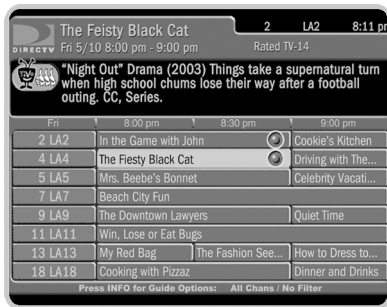 The Feisty Black Cat 2 LA2 8:11 pm
DIRECTV Fri 5/10 8:00 pm - 9:00 pm Rated TV-14
"Night Out" Drama (2003) Things take a supernatural turn
when high school chums lose their way after a football
outing. CC, Series.
Fri 8:00 pm 8:30 pm 9:00 pm
2 LA2 In the Game with John Cookie's Kitchen
4 LA4 The Fiesty Black Cat Driving with The...
5 LA5 Mrs. Beebe's Bonnet Celebrity Vacati...
7 LA7 Beach City Fun
9 LA9 The Downtown Lawyers Quiet Time
11 LA11 Win, Lose or Eat Bugs
13 LA13 My Red Bag The Fashion See... How to Dress to...
18 LA18 Cooking with Pizzaz Dinner and Drinks
Press INFO for Guide Options: All Chans / No Filter